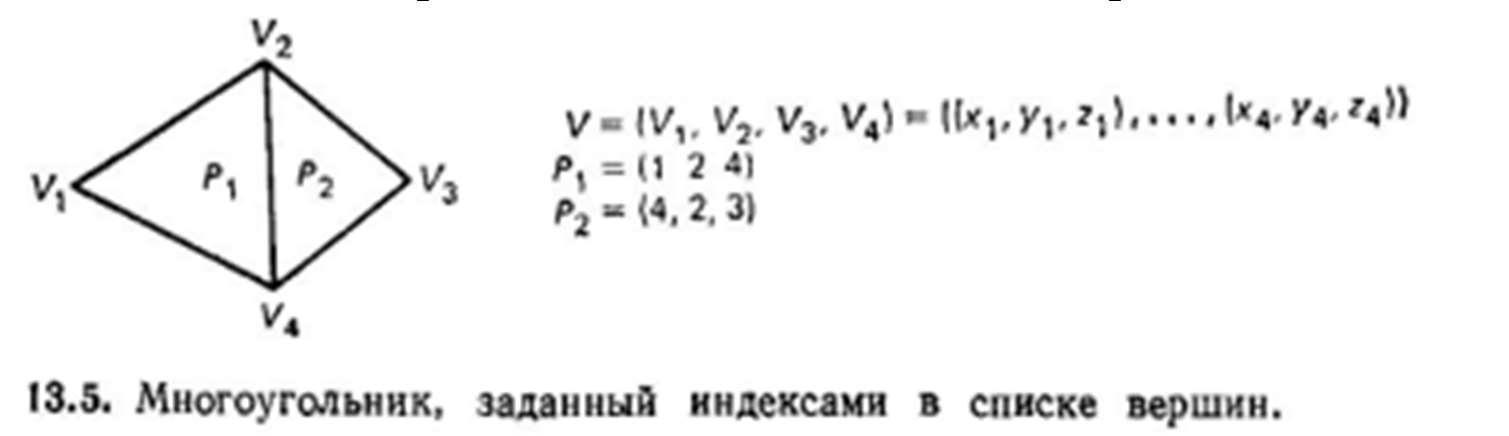 V₂
V = (V₁, V₂, V₃, V₄) = ((x₁, y₁, z₁), . . . , (x₄, y₄, z₄))
P₁ = (1 2 4)
V₁ P₁ P₂ V₃
P₂ = (4, 2, 3)
V₄
13.5. Многоугольник, заданный индексами в списке вершин.